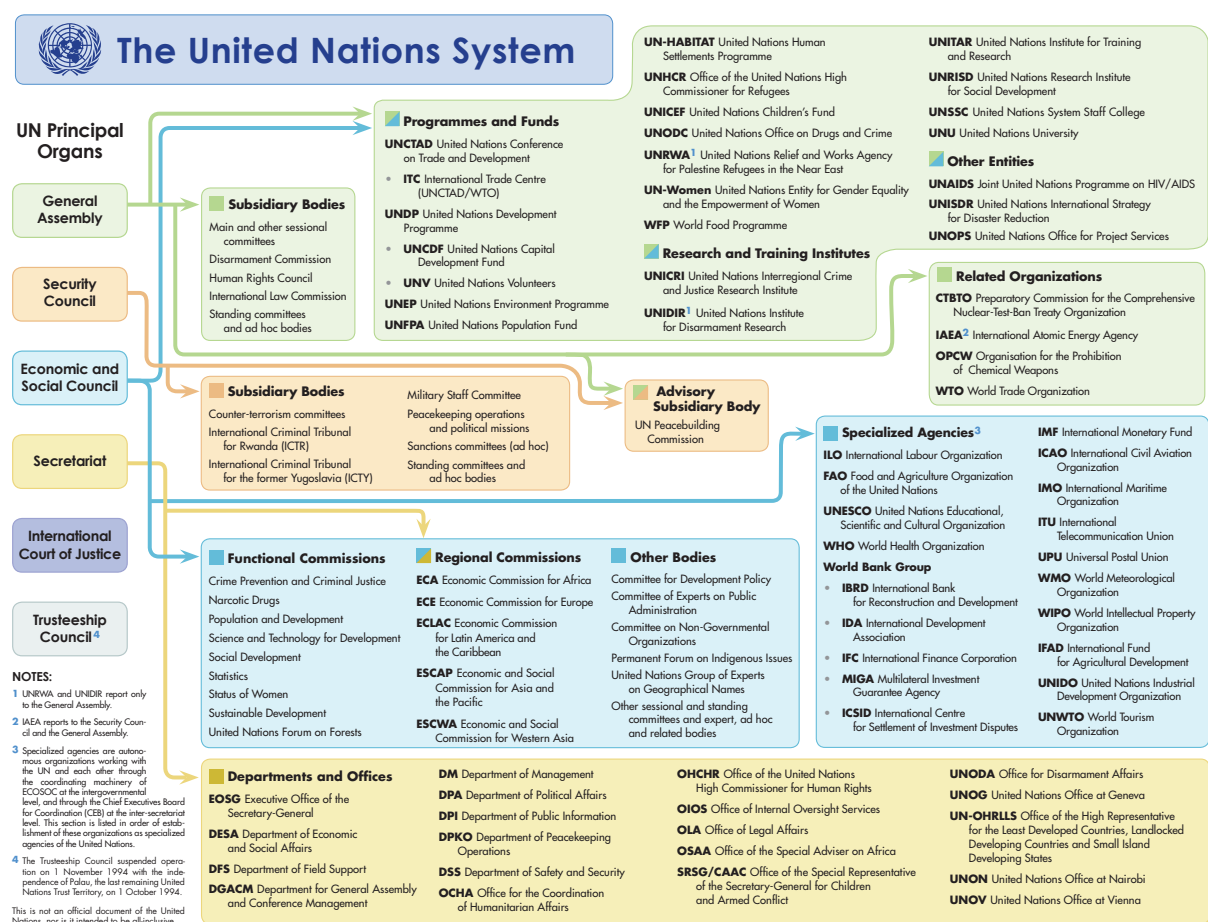 The United Nations System
UN Principal
Organs
General
Assembly
Security
Council
Economic and
Social Council
Secretariat
International
Court of Justice
Trusteeship
Council4
NOTES:
1 UNRWA and UNIDIR report only
to the General Assembly.
2 IAEA reports to the Security Coun-
cil and the General Assembly.
3 Specialized agencies are autono-
mous organizations working with
the UN and each other through
the coordinating machinery of
ECOSOC at the intergovernmental
level, and through the Chief Executives Board
for Coordination (CEB) at the inter-secretariat
level. This section is listed in order of estab-
lishment of these organizations as specialized
agencies of the United Nations.
4 The Trusteeship Council suspended opera-
tion on 1 November 1994 with the inde-
pendence of Palau, the last remaining United
Nations Trust Territory, on 1 October 1994.
This is not an official document of the United
Nations, nor is it intended to be all-inclusive.
Subsidiary Bodies
Main and other sessional
committees
Disarmament Commission
Human Rights Council
International Law Commission
Standing committees
and ad hoc bodies
Programmes and Funds
UNCTAD United Nations Conference
on Trade and Development
• ITC International Trade Centre
(UNCTAD/WTO)
UNDP United Nations Development
Programme
• UNCDF United Nations Capital
Development Fund
• UNV United Nations Volunteers
UNEP United Nations Environment Programme
UNFPA United Nations Population Fund
UN-HABITAT United Nations Human
Settlements Programme
UNHCR Office of the United Nations High
Commissioner for Refugees
UNICEF United Nations Children's Fund
UNODC United Nations Office on Drugs and Crime
UNRWA1 United Nations Relief and Works Agency
for Palestine Refugees in the Near East
UN-Women United Nations Entity for Gender Equality
and the Empowerment of Women
WFP World Food Programme
Research and Training Institutes
UNICRI United Nations Interregional Crime
and Justice Research Institute
UNIDIR1 United Nations Institute
for Disarmament Research
UNITAR United Nations Institute for Training
and Research
UNRISD United Nations Research Institute
for Social Development
UNSSC United Nations System Staff College
UNU United Nations University
Other Entities
UNAIDS Joint United Nations Programme on HIV/AIDS
UNISDR United Nations International Strategy
for Disaster Reduction
UNOPS United Nations Office for Project Services
Related Organizations
CTBTO Preparatory Commission for the Comprehensive
Nuclear-Test-Ban Treaty Organization
IAEA2 International Atomic Energy Agency
OPCW Organisation for the Prohibition
of Chemical Weapons
WTO World Trade Organization
Subsidiary Bodies
Counter-terrorism committees
International Criminal Tribunal
for Rwanda (ICTR)
International Criminal Tribunal
for the former Yugoslavia (ICTY)
Military Staff Committee
Peacekeeping operations
and political missions
Sanctions committees (ad hoc)
Standing committees and
ad hoc bodies
Advisory
Subsidiary Body
UN Peacebuilding
Commission
Functional Commissions
Crime Prevention and Criminal Justice
Narcotic Drugs
Population and Development
Science and Technology for Development
Social Development
Statistics
Status of Women
Sustainable Development
United Nations Forum on Forests
Regional Commissions
ECA Economic Commission for Africa
ECE Economic Commission for Europe
ECLAC Economic Commission
for Latin America and
the Caribbean
ESCAP Economic and Social
Commission for Asia and
the Pacific
ESCWA Economic and Social
Commission for Western Asia
Other Bodies
Committee for Development Policy
Committee of Experts on Public
Administration
Committee on Non-Governmental
Organizations
Permanent Forum on Indigenous Issues
United Nations Group of Experts
on Geographical Names
Other sessional and standing
committees and expert, ad hoc
and related bodies
Specialized Agencies3
ILO International Labour Organization
FAO Food and Agriculture Organization
of the United Nations
UNESCO United Nations Educational,
Scientific and Cultural Organization
WHO World Health Organization
World Bank Group
• IBRD International Bank
for Reconstruction and Development
• IDA International Development
Association
• IFC International Finance Corporation
• MIGA Multilateral Investment
Guarantee Agency
• ICSID International Centre
for Settlement of Investment Disputes
IMF International Monetary Fund
ICAO International Civil Aviation
Organization
IMO International Maritime
Organization
ITU International
Telecommunication Union
UPU Universal Postal Union
WMO World Meteorological
Organization
WIPO World Intellectual Property
Organization
IFAD International Fund
for Agricultural Development
UNIDO United Nations Industrial
Development Organization
UNWTO World Tourism
Organization
Departments and Offices
EOSG Executive Office of the
Secretary-General
DESA Department of Economic
and Social Affairs
DFS Department of Field Support
DGACM Department for General Assembly
and Conference Management
DM Department of Management
DPA Department of Political Affairs
DPI Department of Public Information
DPKO Department of Peacekeeping
Operations
DSS Department of Safety and Security
OCHA Office for the Coordination
of Humanitarian Affairs
OHCHR Office of the United Nations
High Commissioner for Human Rights
OIOS Office of Internal Oversight Services
OLA Office of Legal Affairs
OSAA Office of the Special Adviser on Africa
SRSG/CAAC Office of the Special Representative
of the Secretary-General for Children
and Armed Conflict
UNODA Office for Disarmament Affairs
UNOG United Nations Office at Geneva
UN-OHRLLS Office of the High Representative
for the Least Developed Countries, Landlocked
Developing Countries and Small Island
Developing States
UNON United Nations Office at Nairobi
UNOV United Nations Office at Vienna